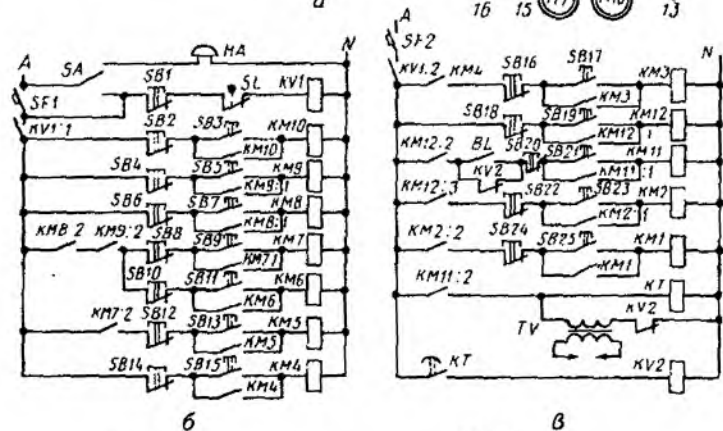 а
16 15 13
А N
НА
SA
SB1 SL KV1
SF1
KV1:1
SB2 SB3 KM10
KM10
SB4 SB5 KM9
KM9:1
SB6 SB7 KM8
KM8:1
KM8:2 KM9:2 SB8 SB9 KM7
KM7.1
SB10 SB11 KM6
KM6
KM7:2 SB12 SB13 KM5
KM5
SB14 SB15 KM4
KM4
б
А
SF2
N
KV1.2 KM4 SB16 SB17 KM3
KM3
SB18 SB19 KM12
KM12 1
KM12:2 BL SB20 SB21 KM11
KV2 KM11:1
KM12:3 SB22 SB23 KM2
KM2:1
KM2:2 SB24 SB25 KM1
KM1
KM11:2 KT
TV KV2
KT KV2
в